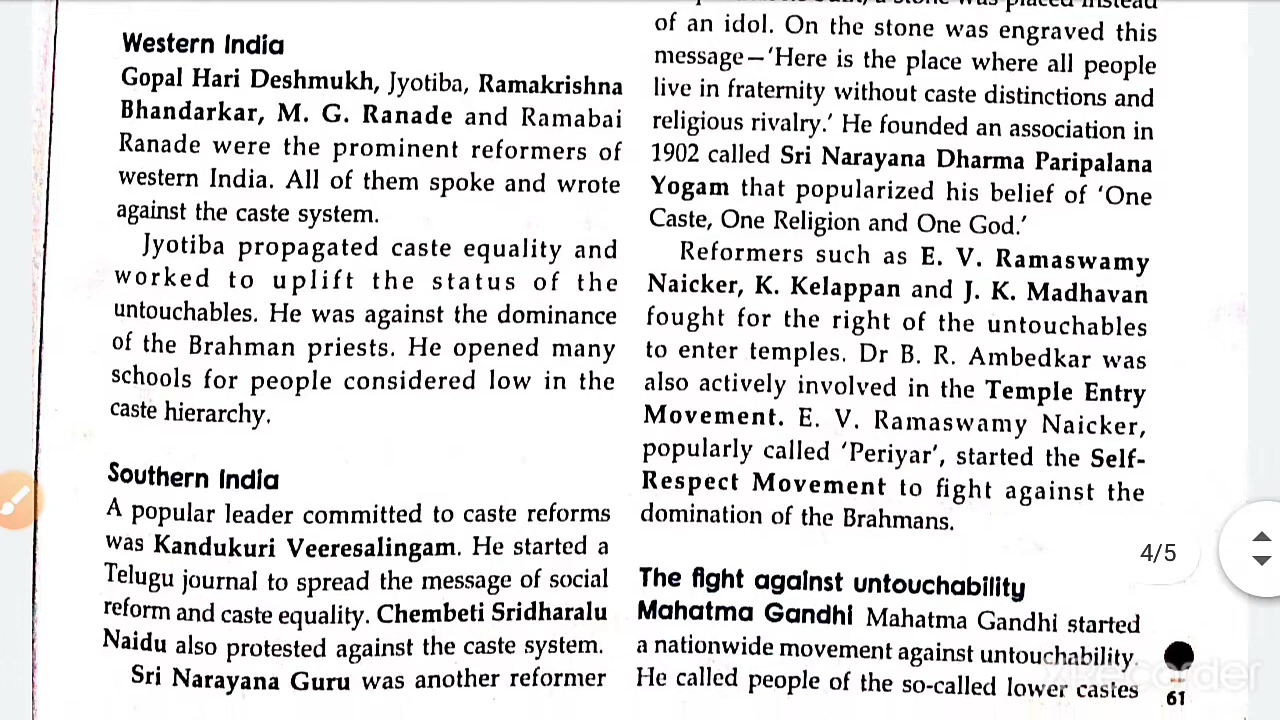 Western India
Gopal Hari Deshmukh, Jyotiba, Ramakrishna
Bhandarkar, M. G. Ranade and Ramabai
Ranade were the prominent reformers of
western India. All of them spoke and wrote
against the caste system.
Jyotiba propagated caste equality and
worked to uplift the status of the
untouchables. He was against the dominance
of the Brahman priests. He opened many
schools for people considered low in the
caste hierarchy.
Southern India
A popular leader committed to caste reforms
was Kandukuri Veeresalingam. He started a
Telugu journal to spread the message of social
reform and caste equality. Chembeti Sridharalu
Naidu also protested against the caste system.
Sri Narayana Guru was another reformer
a stone was placed instead
of an idol. On the stone was engraved this
message—'Here is the place where all people
live in fraternity without caste distinctions and
religious rivalry.' He founded an association in
1902 called Sri Narayana Dharma Paripalana
Yogam that popularized his belief of 'One
Caste, One Religion and One God.'
Reformers such as E. V. Ramaswamy
Naicker, K. Kelappan and J. K. Madhavan
fought for the right of the untouchables
to enter temples. Dr B. R. Ambedkar was
also actively involved in the Temple Entry
Movement. E. V. Ramaswamy Naicker,
popularly called 'Periyar', started the Self-
Respect Movement to fight against the
domination of the Brahmans.
The fight against untouchability
Mahatma Gandhi Mahatma Gandhi started
a nationwide movement against untouchability.
He called people of the so-called lower castes
4/5
61